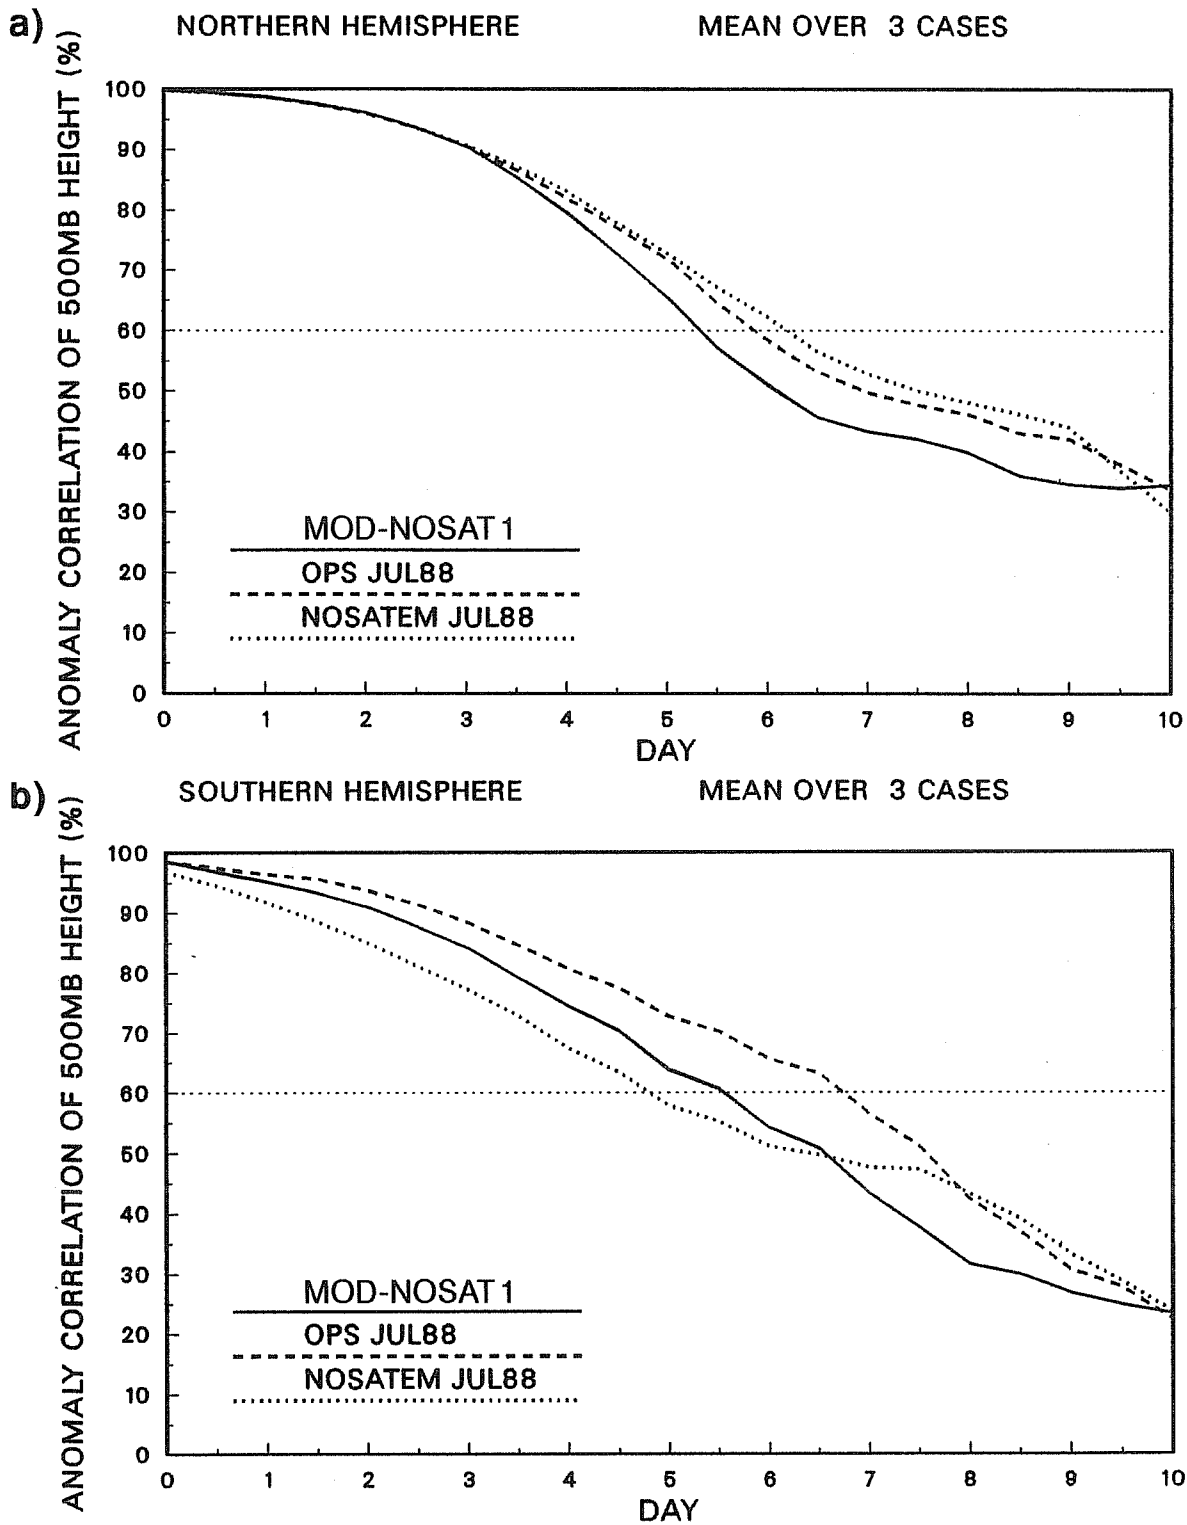 a)
NORTHERN HEMISPHERE MEAN OVER 3 CASES
ANOMALY CORRELATION OF 500MB HEIGHT (%)
100
90
80
70
60
50
40
30
20
10
0
MOD-NOSAT 1
OPS JUL88
NOSATEM JUL88
0 1 2 3 4 5 6 7 8 9 10
DAY
b)
SOUTHERN HEMISPHERE MEAN OVER 3 CASES
ANOMALY CORRELATION OF 500MB HEIGHT (%)
100
90
80
70
60
50
40
30
20
10
0
MOD-NOSAT 1
OPS JUL88
NOSATEM JUL88
0 1 2 3 4 5 6 7 8 9 10
DAY